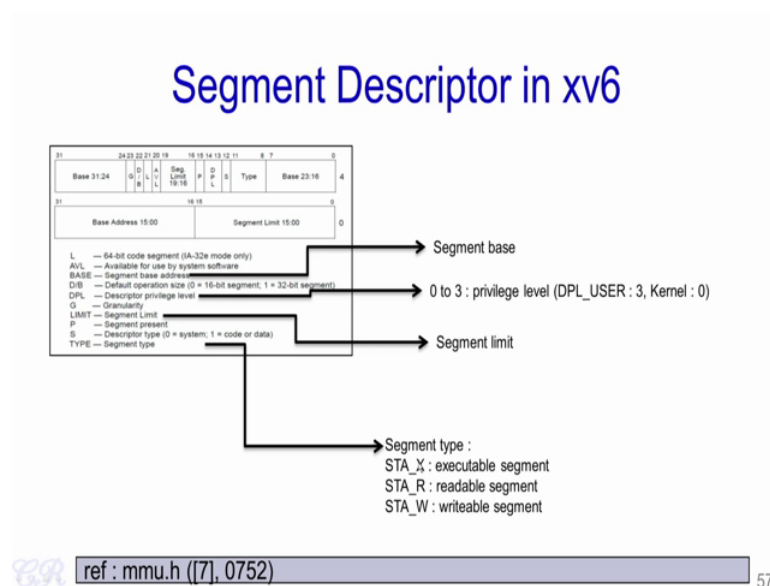 Segment Descriptor in xv6
31 24 23 22 21 20 19 16 15 14 13 12 11 8 7 0
Base 31:24 G D/B L AVL Seg. Limit 19:16 P DPL S Type Base 23:16 4
31 16 15 0
Base Address 15:00 Segment Limit 15:00 0
L — 64-bit code segment (IA-32e mode only)
AVL — Available for use by system software
BASE — Segment base address
D/B — Default operation size (0 = 16-bit segment; 1 = 32-bit segment)
DPL — Descriptor privilege level
G — Granularity
LIMIT — Segment Limit
P — Segment present
S — Descriptor type (0 = system; 1 = code or data)
TYPE — Segment type
Segment base
0 to 3 : privilege level (DPL_USER : 3, Kernel : 0)
Segment limit
Segment type :
STA_X : executable segment
STA_R : readable segment
STA_W : writeable segment
CR
ref : mmu.h ([7], 0752)
57